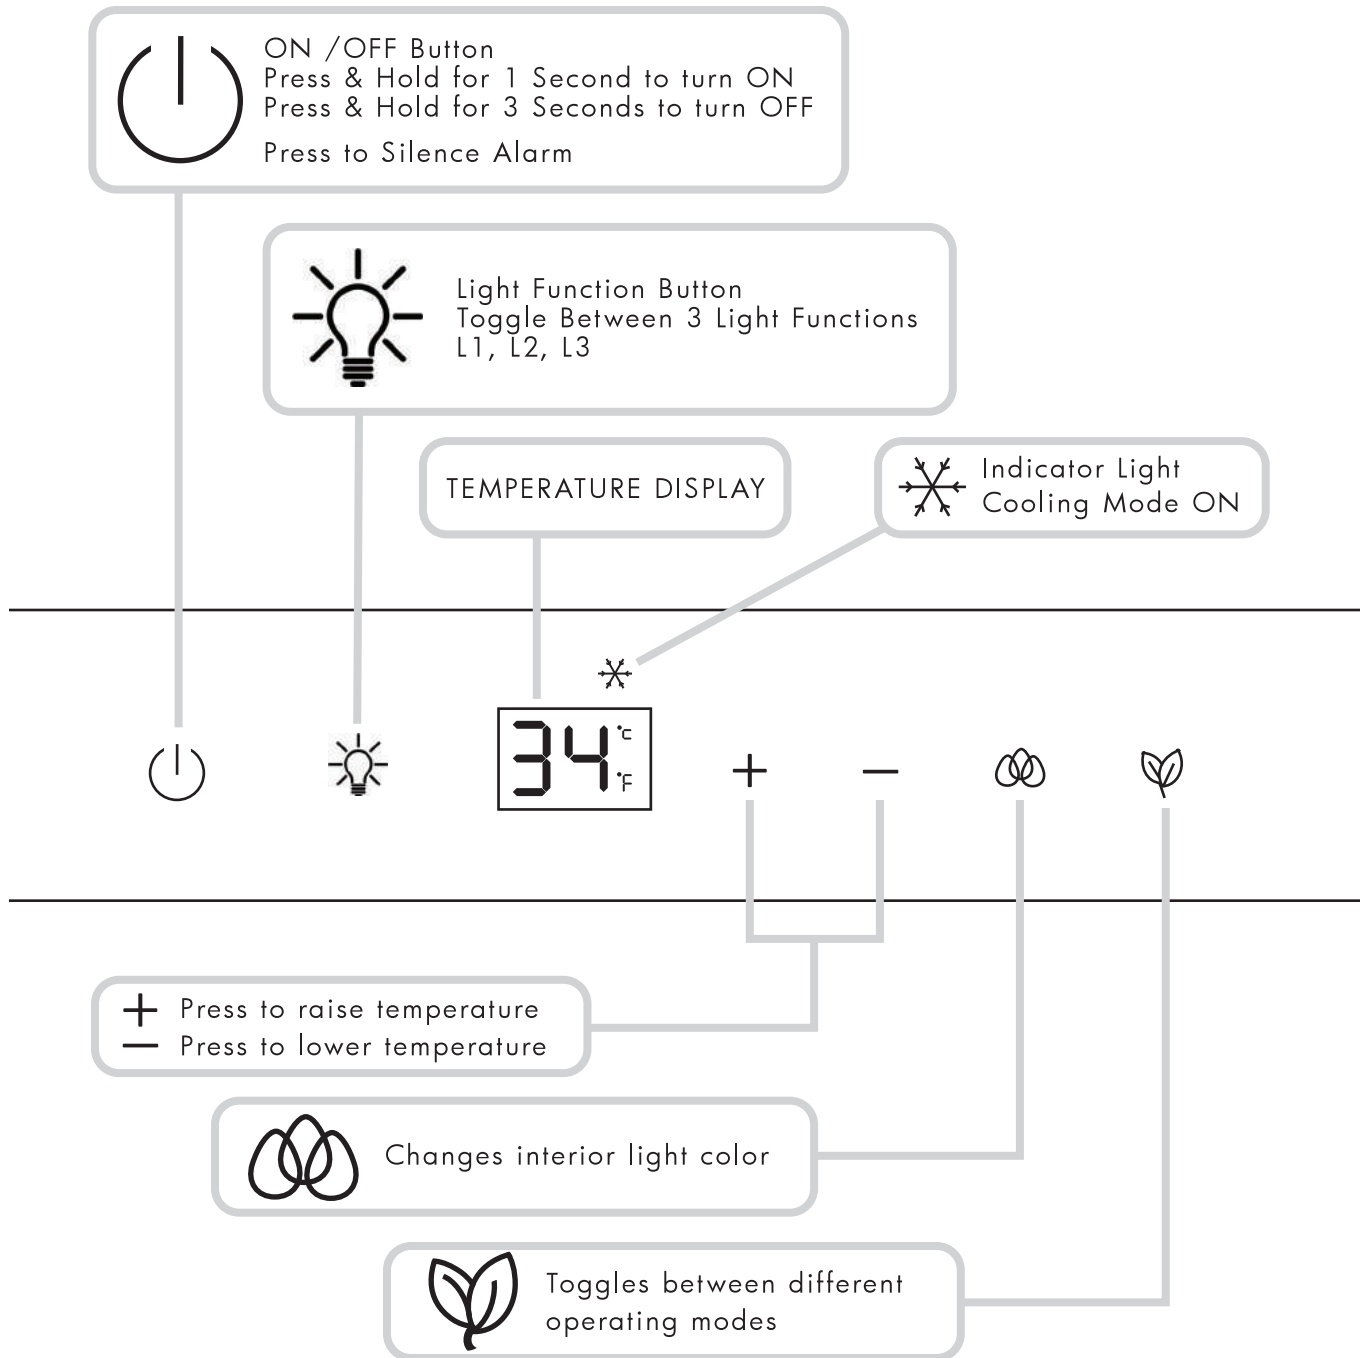 ON /OFF Button
Press & Hold for 1 Second to turn ON
Press & Hold for 3 Seconds to turn OFF
Press to Silence Alarm
Light Function Button
Toggle Between 3 Light Functions
L1, L2, L3
TEMPERATURE DISPLAY
Indicator Light
Cooling Mode ON
34 °C
°F
+ −
+ Press to raise temperature
− Press to lower temperature
Changes interior light color
Toggles between different
operating modes